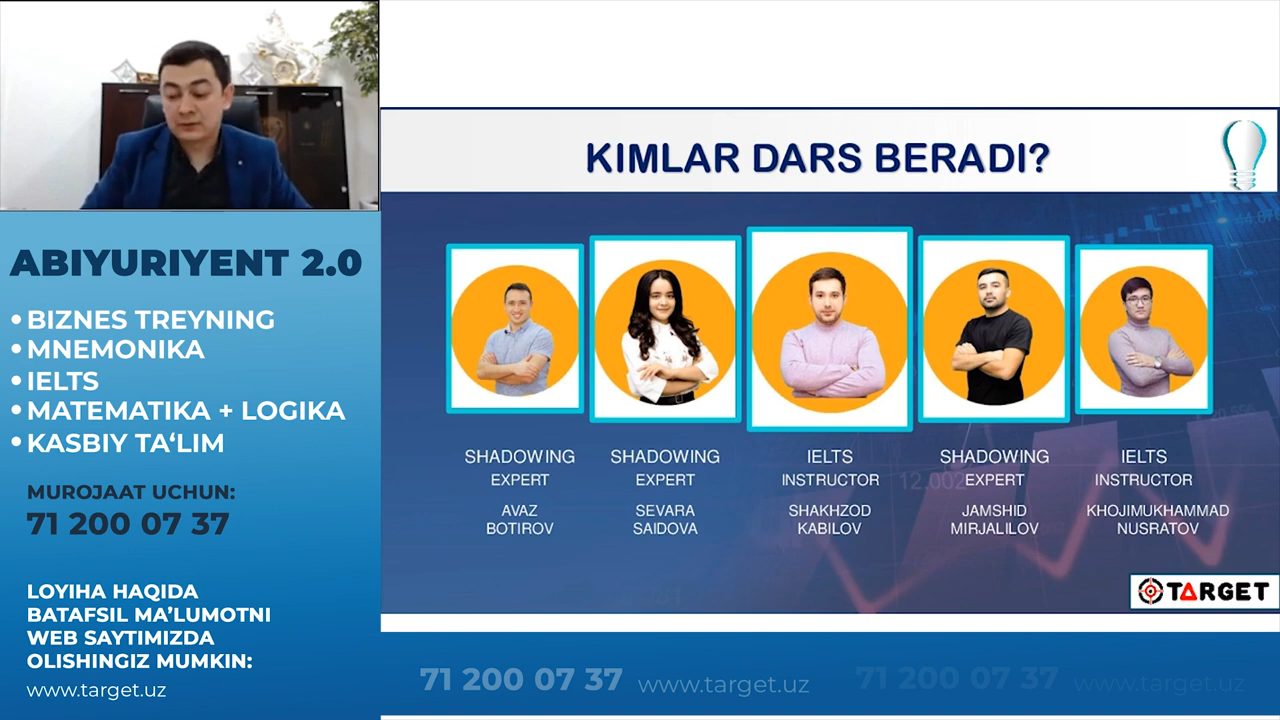 ABIYURIYENT 2.0
• BIZNES TREYNING
• MNEMONIKA
• IELTS
• MATEMATIKA + LOGIKA
• KASBIY TA‘LIM
MUROJAAT UCHUN:
71 200 07 37
LOYIHA HAQIDA
BATAFSIL MA’LUMOTNI
WEB SAYTIMIZDA
OLISHINGIZ MUMKIN:
www.target.uz
KIMLAR DARS BERADI?
SHADOWING
EXPERT
AVAZ
BOTIROV
SHADOWING
EXPERT
SEVARA
SAIDOVA
IELTS
INSTRUCTOR
SHAKHZOD
KABILOV
SHADOWING
EXPERT
JAMSHID
MIRJALILOV
IELTS
INSTRUCTOR
KHOJIMUKHAMMAD
NUSRATOV
12.002
TARGET
71 200 07 37 www.target.uz 71 200 07 37 www.target.uz